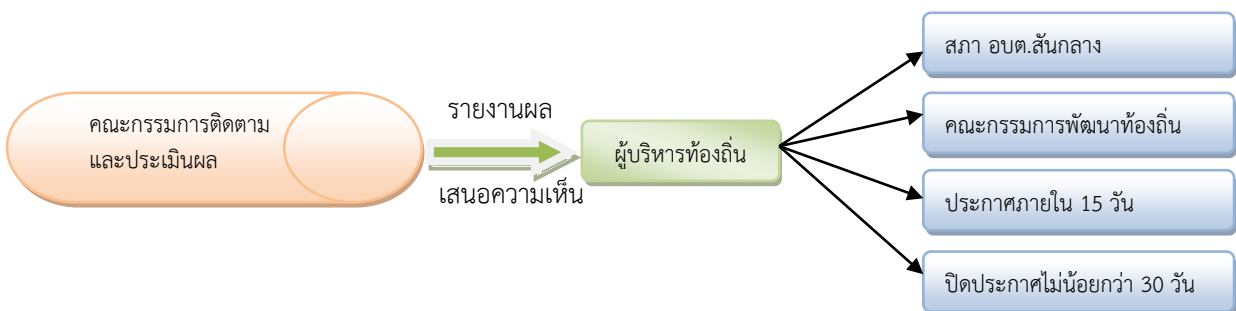 คณะกรรมการติดตาม
และประเมินผล
รายงานผล
เสนอความเห็น
ผู้บริหารท้องถิ่น
สภา อบต.สันกลาง
คณะกรรมการพัฒนาท้องถิ่น
ประกาศภายใน 15 วัน
ปิดประกาศไม่น้อยกว่า 30 วัน